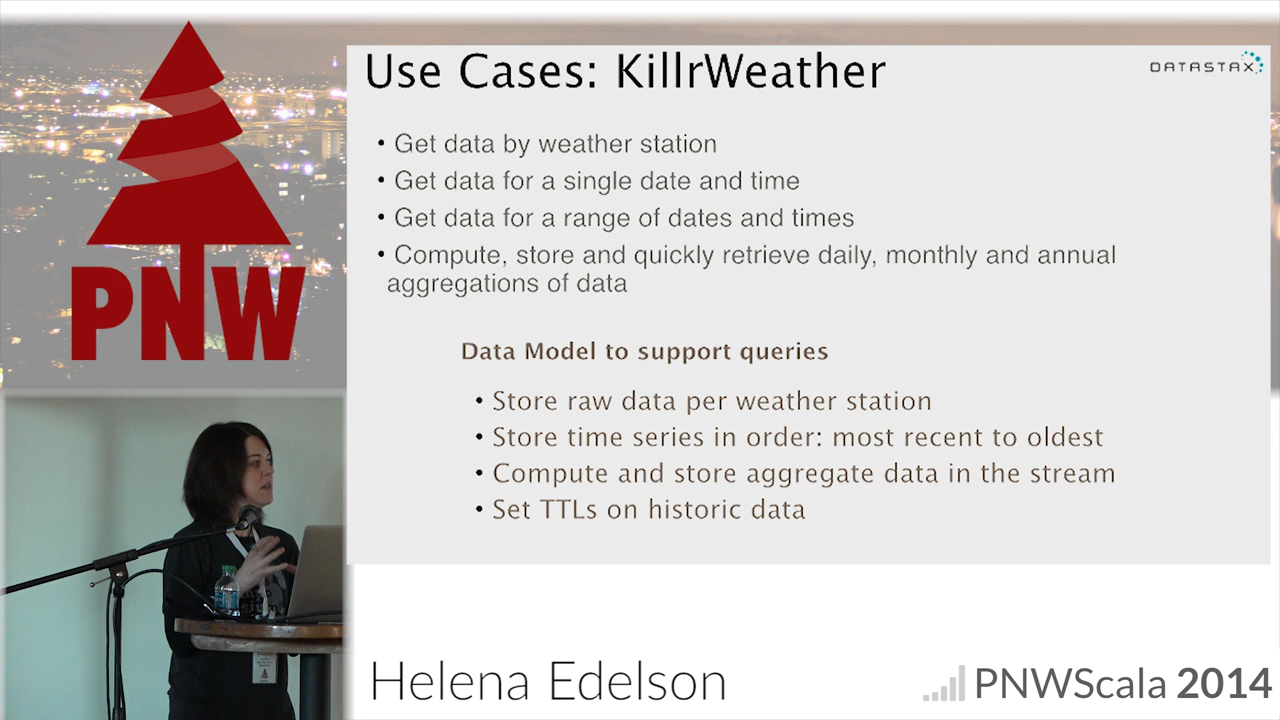 PNW
Use Cases: KillrWeather
DATASTAX
• Get data by weather station
• Get data for a single date and time
• Get data for a range of dates and times
• Compute, store and quickly retrieve daily, monthly and annual
aggregations of data
Data Model to support queries
• Store raw data per weather station
• Store time series in order: most recent to oldest
• Compute and store aggregate data in the stream
• Set TTLs on historic data
Helena Edelson
PNWScala 2014